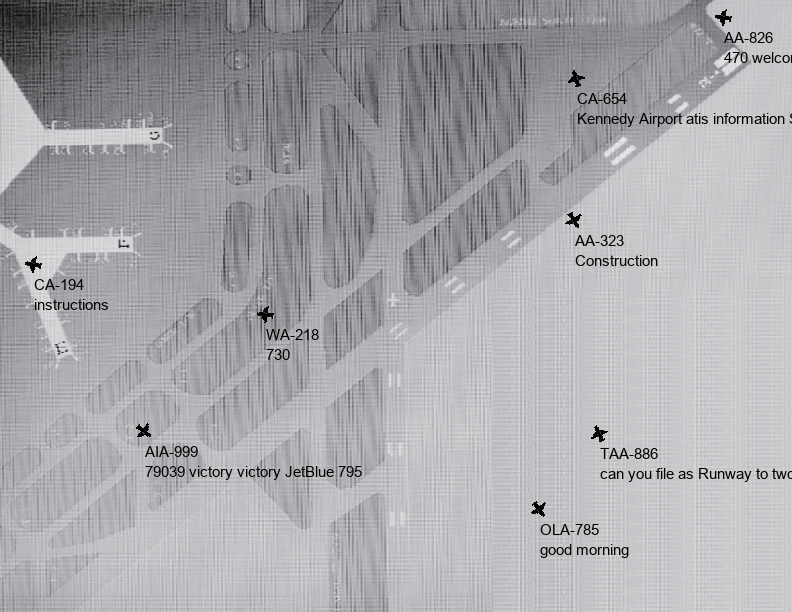 AA-826
470 welcom
CA-654
Kennedy Airport atis information S
AA-323
Construction
CA-194
instructions
WA-218
730
AIA-999
79039 victory victory JetBlue 795
TAA-886
can you file as Runway to two
OLA-785
good morning